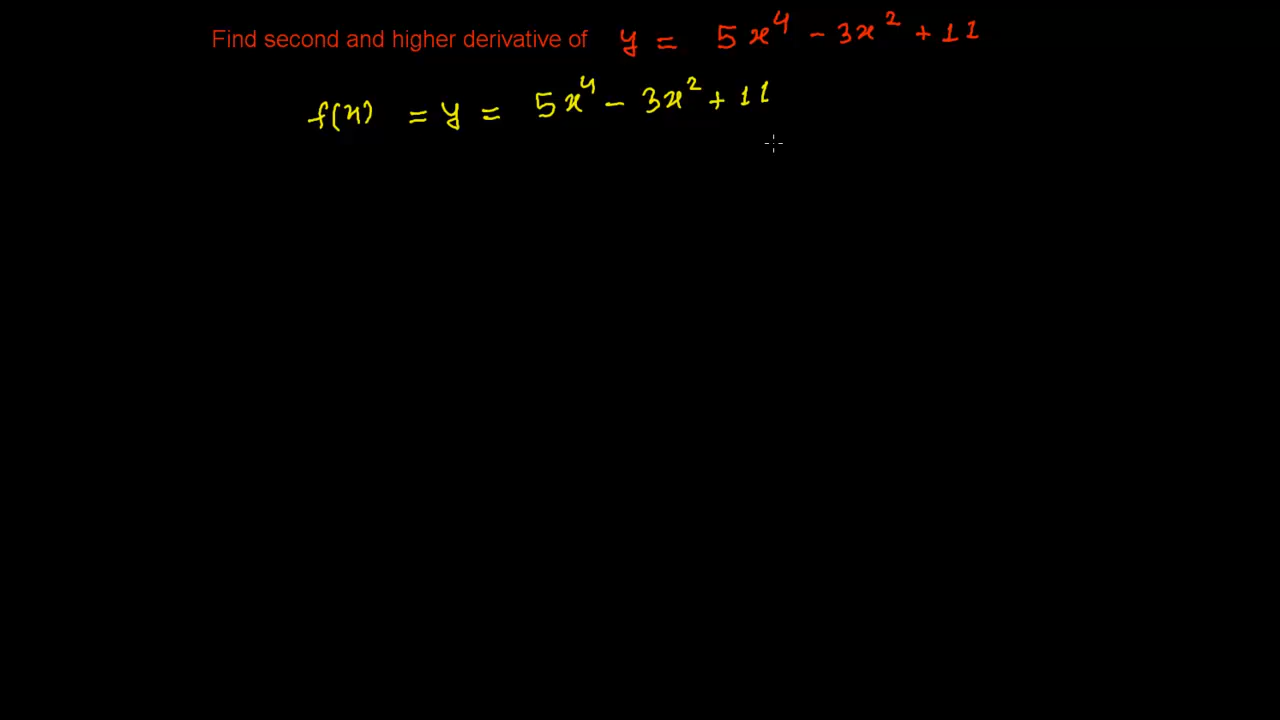 Find second and higher derivative of y = 5x⁴ - 3x² + 11
f(x) = y = 5x⁴ - 3x² + 11